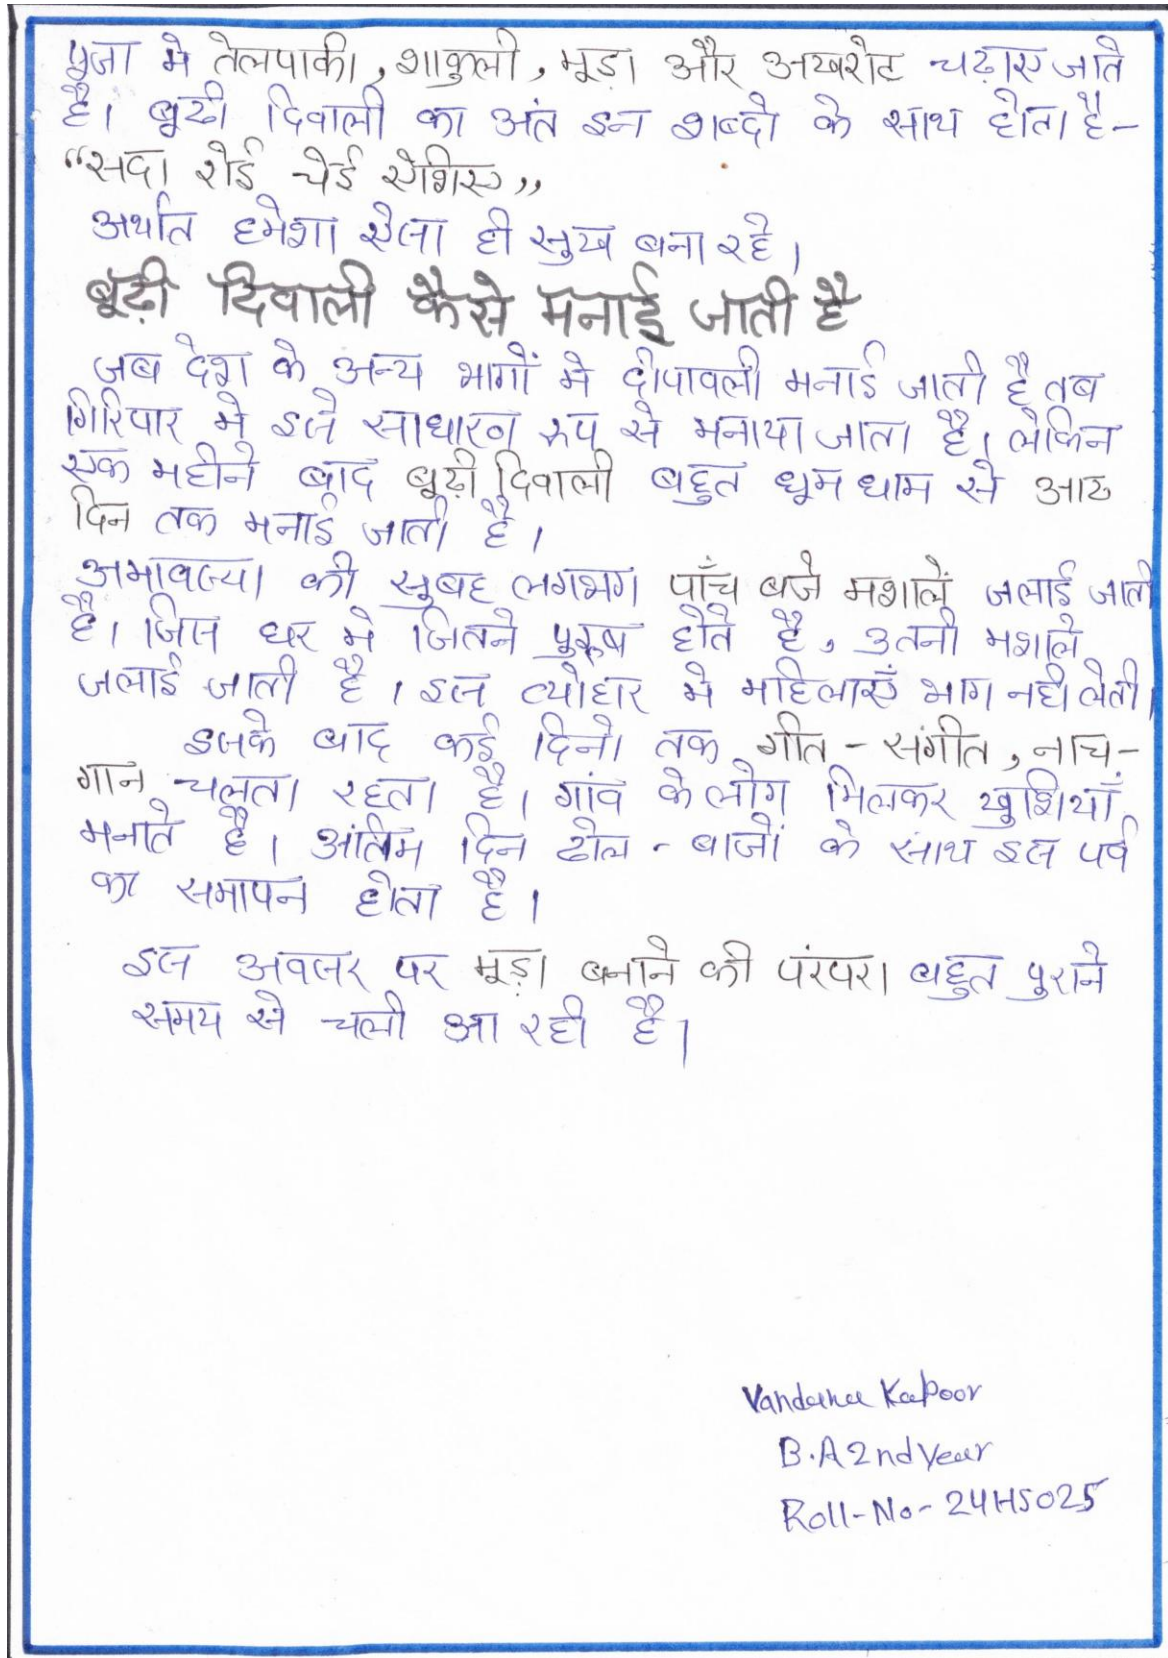 पूजा मे तेलपाकी, शाकुली, मूड़ा और अखरोट चढ़ाए जाते
है। बूढी दिवाली का अंत इन शब्दो के साथ होता है-
“सदा रोई चेई ऐशिए”
अर्थात हमेशा ऐसा ही सुख बना रहे।
बूढ़ी दिवाली कैसे मनाई जाती है
जब देश के अन्य भागों मे दीपावली मनाई जाती है तब
गिरिपार मे इसे साधारण रूप से मनाया जाता है। लेकिन
एक महीने बाद बूढ़ी दिवाली बहुत धूम धाम से आठ
दिन तक मनाई जाती है।
अमावस्या की सुबह लगभग पाँच बजे मशालें जलाई जाती
है। जिस घर मे जितने पुरुष होते है, उतनी मशाले
जलाई जाती है। इस त्योहार मे महिलाएँ भाग नही लेती।
इसके बाद कई दिनो तक गीत-संगीत, नाच-
गान चलता रहता है। गांव के लोग मिलकर खुशियाँ
मनाते है। अंतिम दिन ढोल-बाजों के साथ इस पर्व
का समापन होता है।
इस अवसर पर मूड़ा बनाने की परंपरा बहुत पुराने
समय से चली आ रही है।
Vandana Kapoor
B.A 2nd Year
Roll-No-24HS025